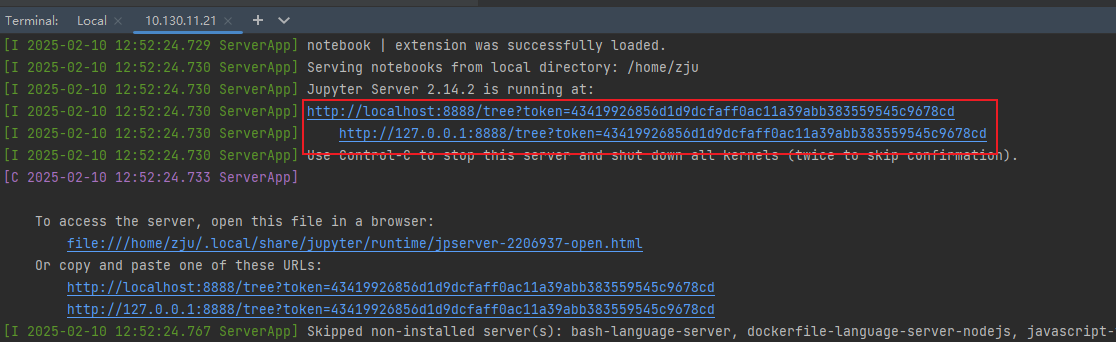 Terminal: Local × 10.130.11.21 × + ∨
[I 2025-02-10 12:52:24.729 ServerApp] notebook | extension was successfully loaded.
[I 2025-02-10 12:52:24.730 ServerApp] Serving notebooks from local directory: /home/zju
[I 2025-02-10 12:52:24.730 ServerApp] Jupyter Server 2.14.2 is running at:
[I 2025-02-10 12:52:24.730 ServerApp] http://localhost:8888/tree?token=43419926856d1d9dcfaff0ac11a39abb383559545c9678cd
[I 2025-02-10 12:52:24.730 ServerApp]     http://127.0.0.1:8888/tree?token=43419926856d1d9dcfaff0ac11a39abb383559545c9678cd
[I 2025-02-10 12:52:24.730 ServerApp] Use Control-C to stop this server and shut down all kernels (twice to skip confirmation).
[C 2025-02-10 12:52:24.733 ServerApp]
To access the server, open this file in a browser:
file:///home/zju/.local/share/jupyter/runtime/jpserver-2206937-open.html
Or copy and paste one of these URLs:
http://localhost:8888/tree?token=43419926856d1d9dcfaff0ac11a39abb383559545c9678cd
http://127.0.0.1:8888/tree?token=43419926856d1d9dcfaff0ac11a39abb383559545c9678cd
[I 2025-02-10 12:52:24.767 ServerApp] Skipped non-installed server(s): bash-language-server, dockerfile-language-server-nodejs, javascript-